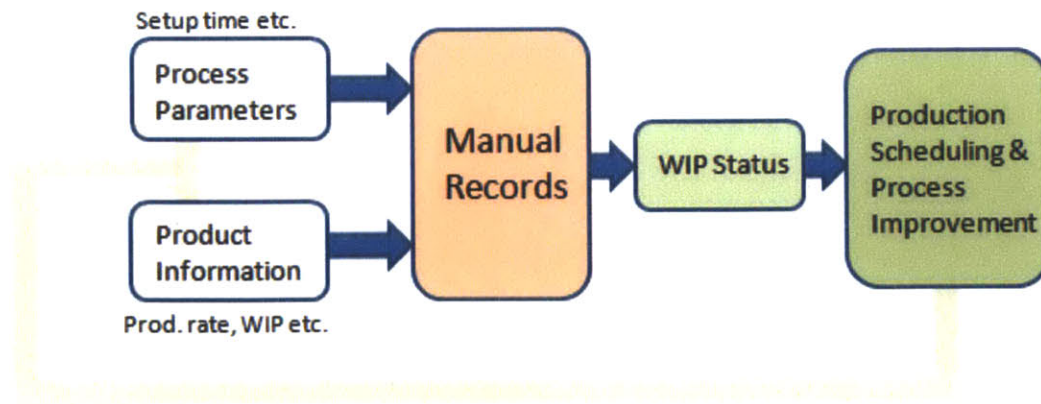 Setup time etc.
Process
Parameters
Product
Information
Prod. rate, WIP etc.
Manual
Records
WIP Status
Production
Scheduling &
Process
Improvement